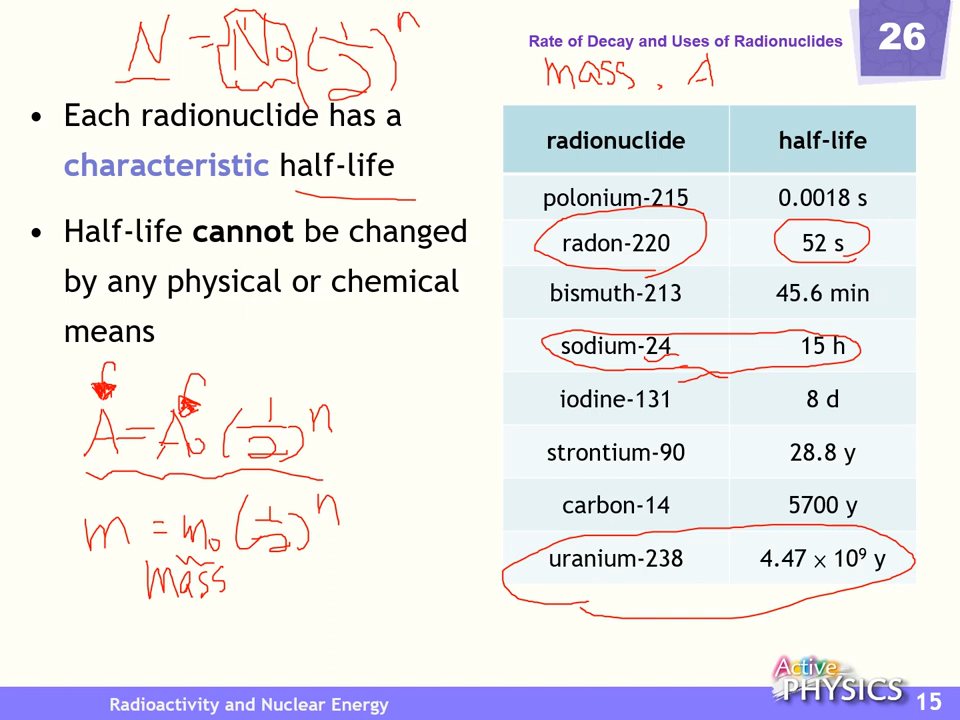 N = N₀ (1/2)ⁿ
Rate of Decay and Uses of Radionuclides
26
mass , A
• Each radionuclide has a
characteristic half-life
• Half-life cannot be changed
by any physical or chemical
means
A = A₀ (1/2)ⁿ
m = m₀ (1/2)ⁿ
mass
radionuclide half-life
polonium-215 0.0018 s
radon-220 52 s
bismuth-213 45.6 min
sodium-24 15 h
iodine-131 8 d
strontium-90 28.8 y
carbon-14 5700 y
uranium-238 4.47 × 10⁹ y
Active
PHYSICS
Radioactivity and Nuclear Energy
15